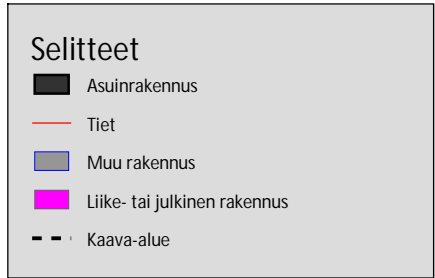 Selitteet
Asuinrakennus
Tiet
Muu rakennus
Liike- tai julkinen rakennus
Kaava-alue